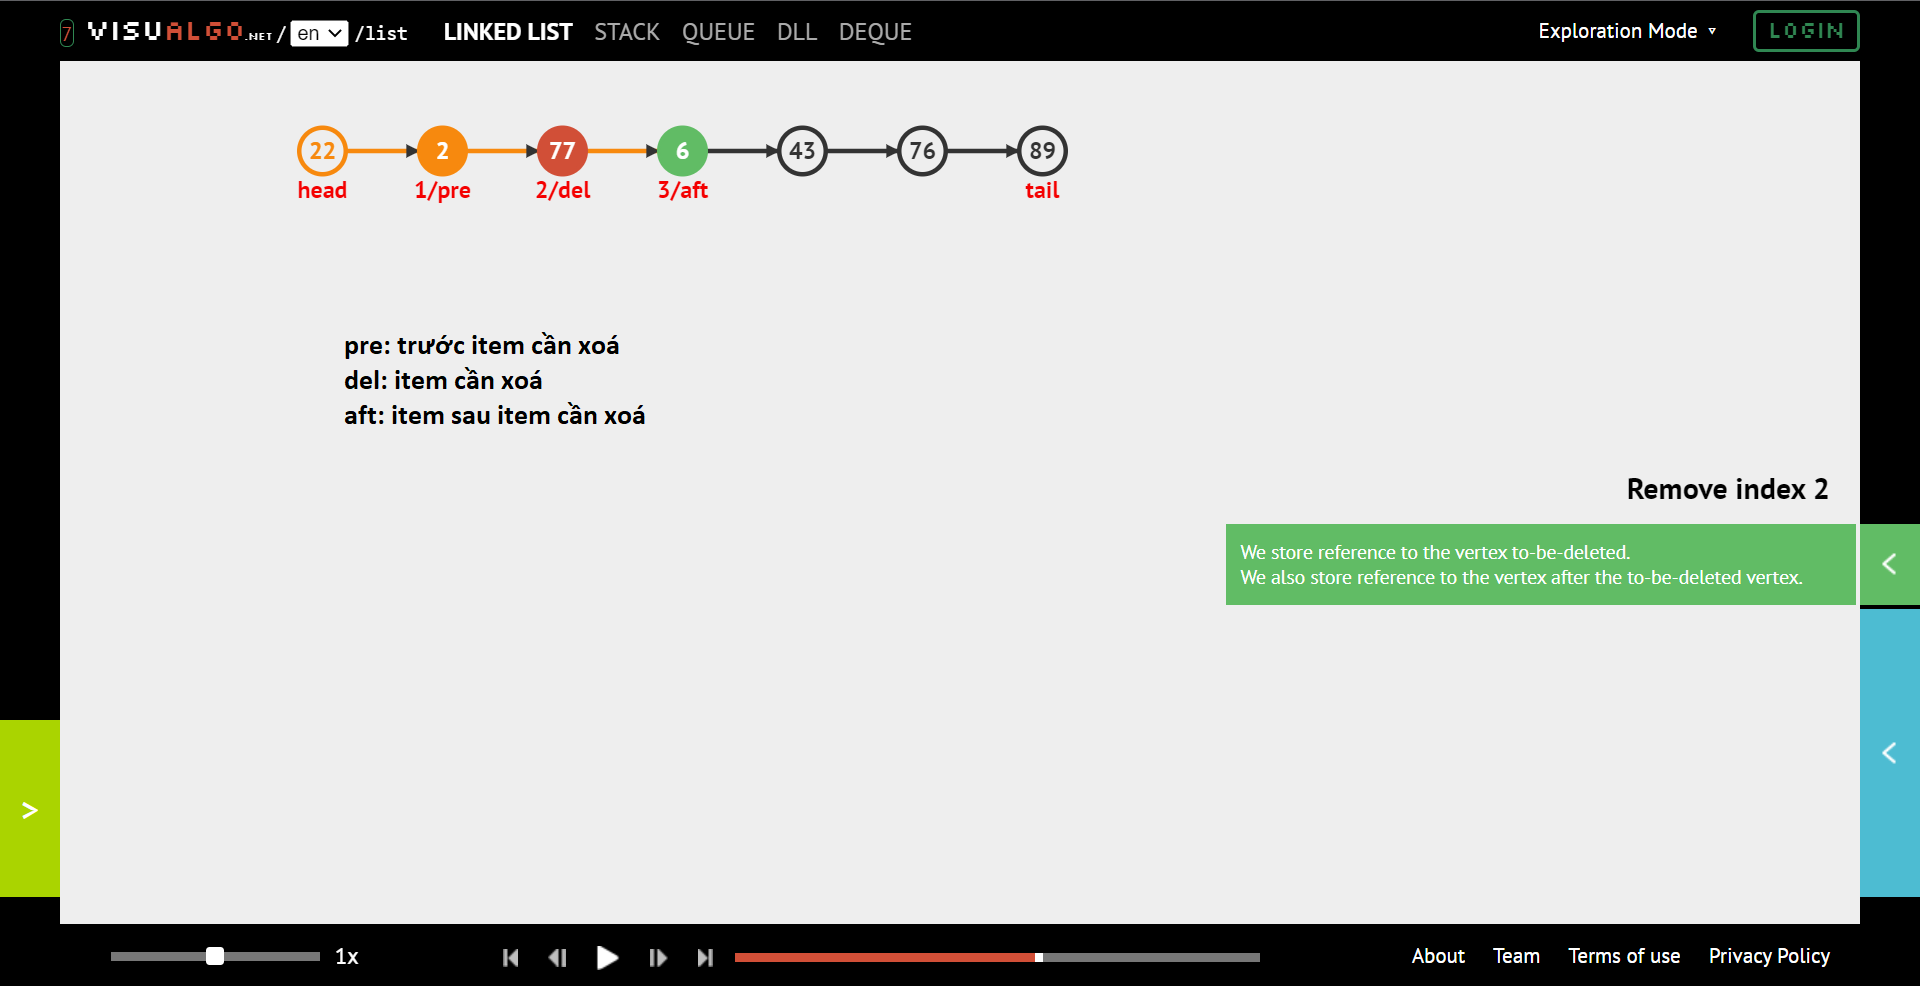 7 VISUALGO.NET / en /list LINKED LIST STACK QUEUE DLL DEQUE Exploration Mode LOGIN
22 2 77 6 43 76 89
head 1/pre 2/del 3/aft tail
pre: trước item cần xoá
del: item cần xoá
aft: item sau item cần xoá
Remove index 2
We store reference to the vertex to-be-deleted.
We also store reference to the vertex after the to-be-deleted vertex.
1x About Team Terms of use Privacy Policy